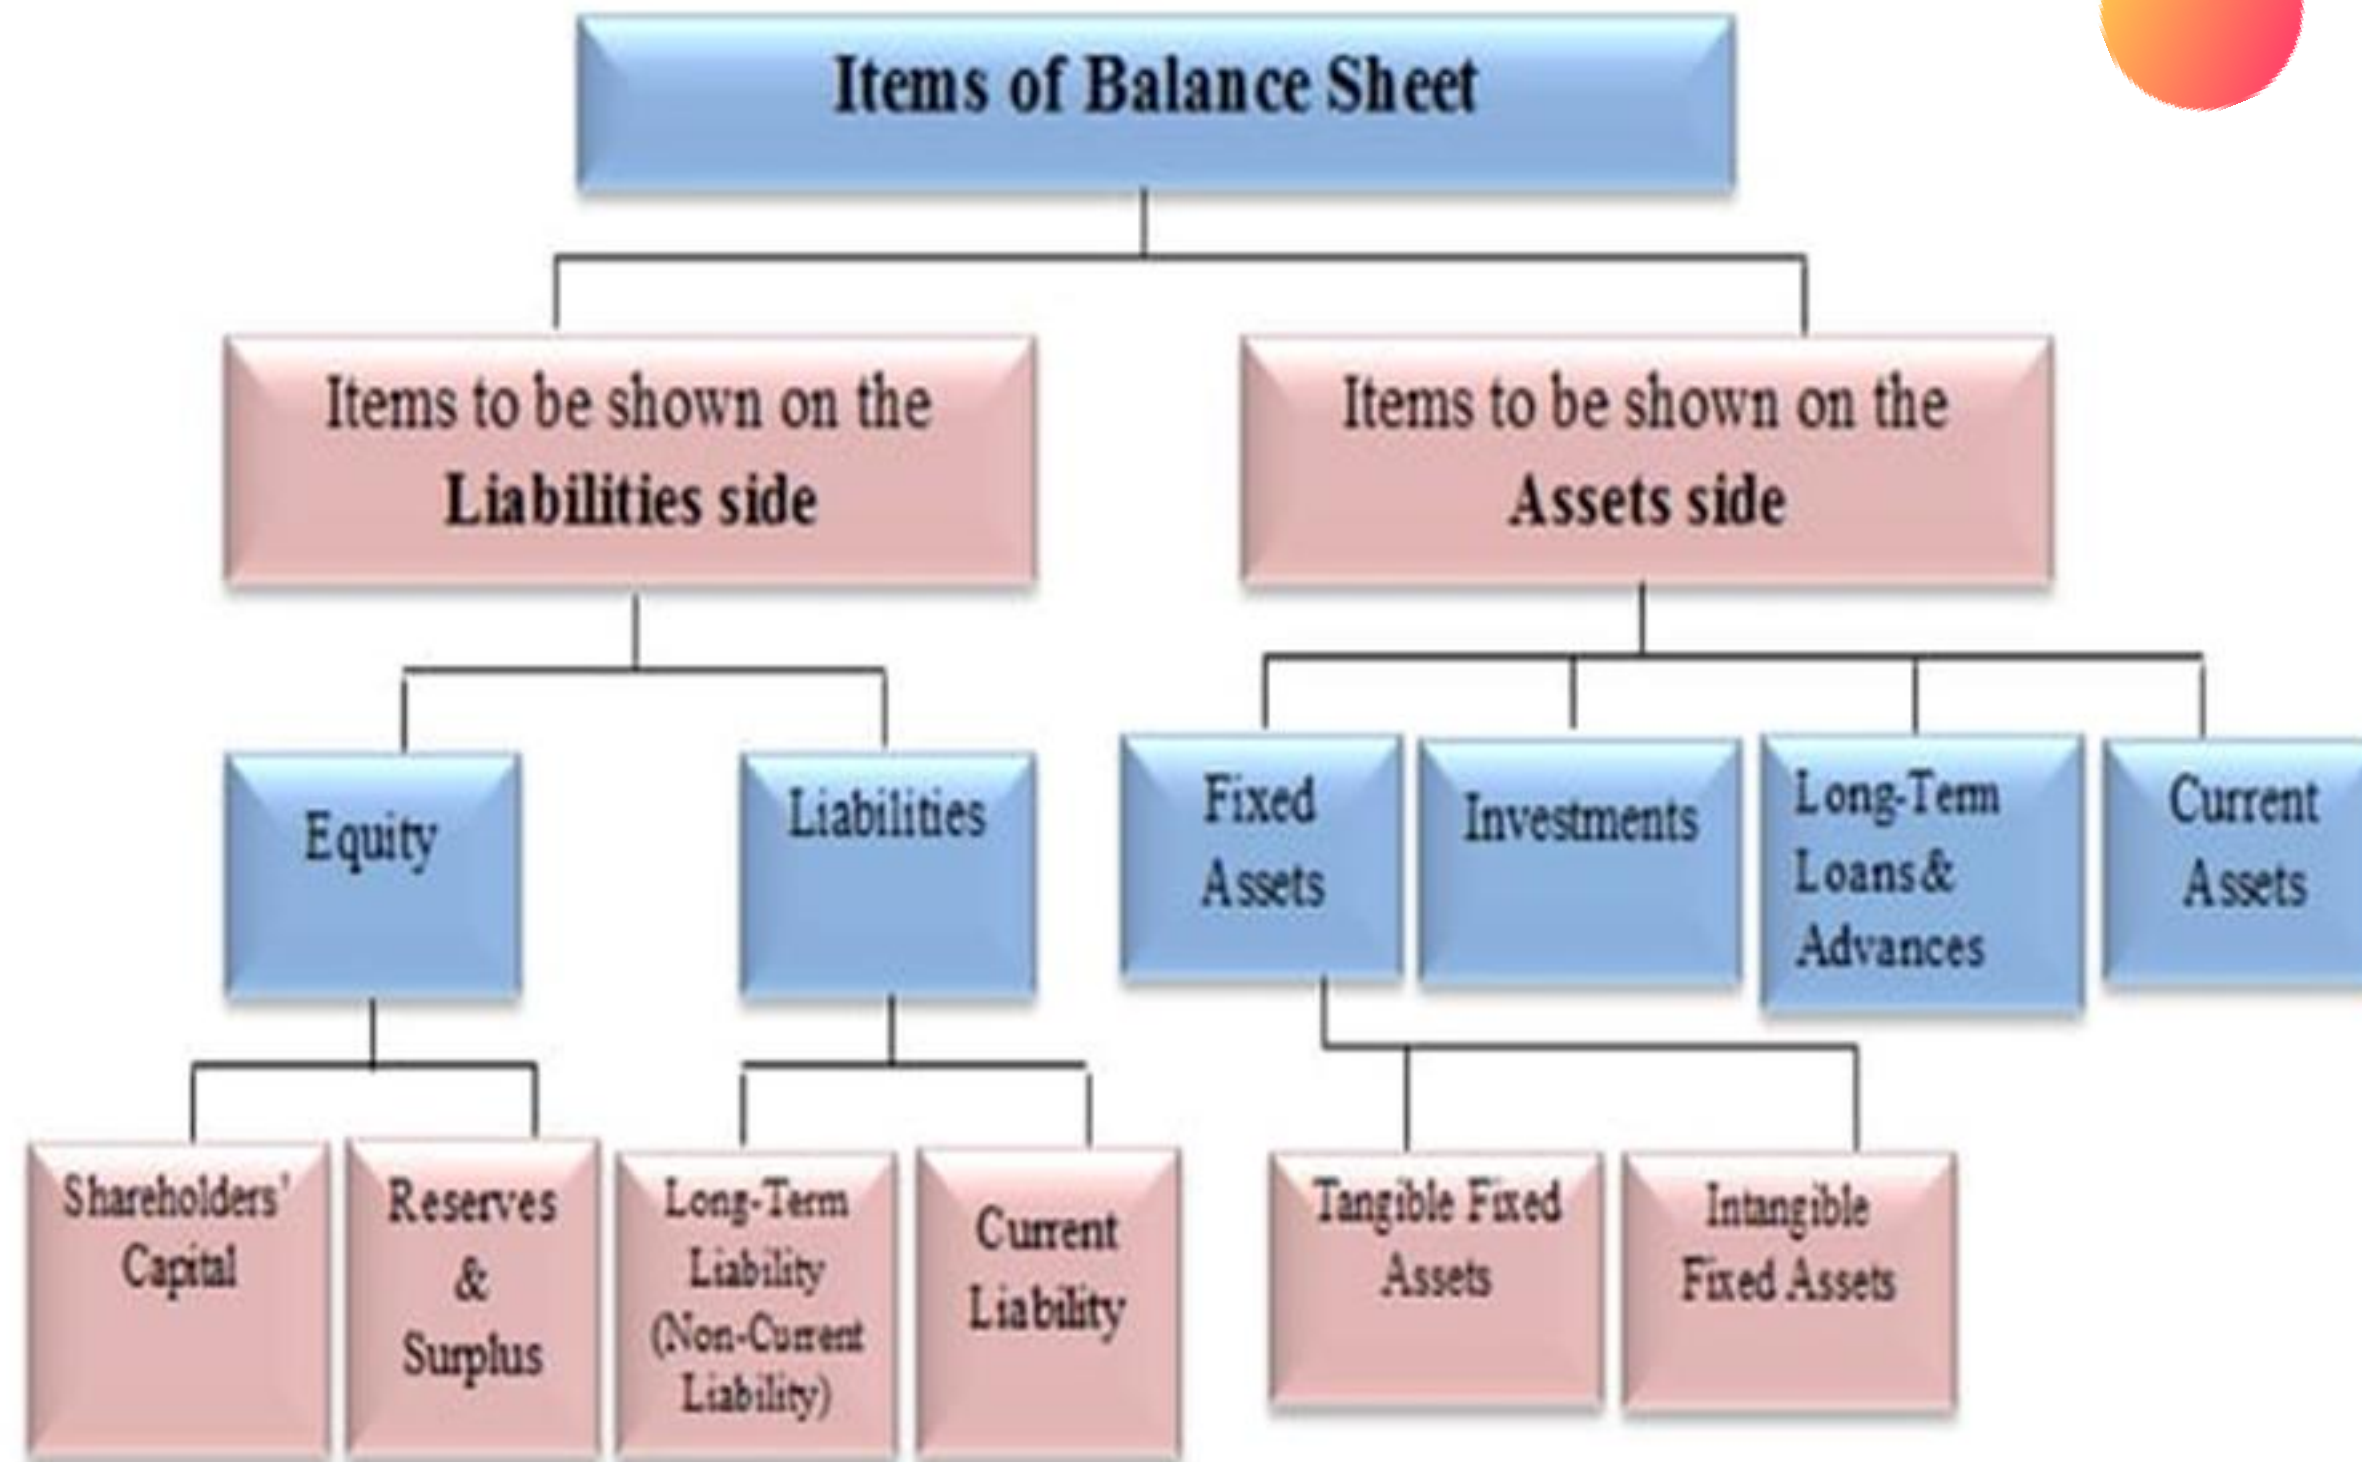 Items of Balance Sheet
Items to be shown on the
Liabilities side
Items to be shown on the
Assets side
Equity
Liabilities
Fixed
Assets
Investments
Long-Term
Loans &
Advances
Current
Assets
Shareholders'
Capital
Reserves
&
Surplus
Long-Term
Liability
(Non-Current
Liability)
Current
Liability
Tangible Fixed
Assets
Intangible
Fixed Assets